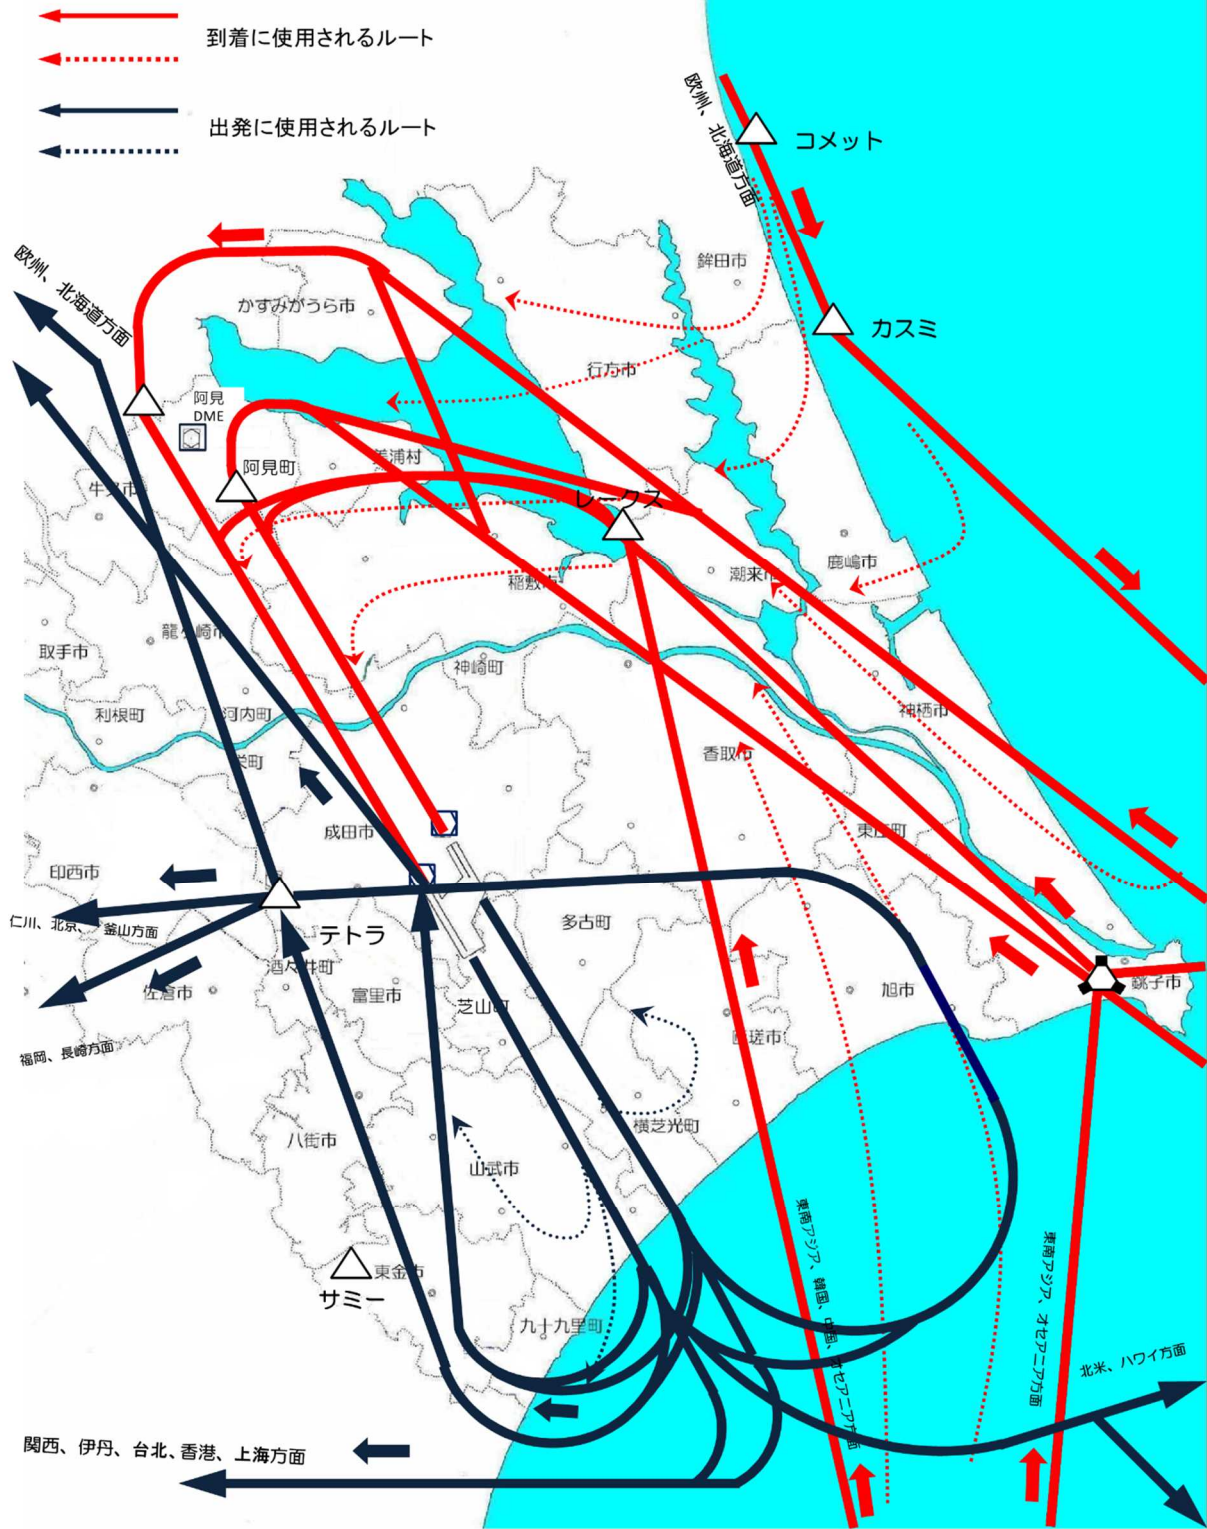 到着に使用されるルート
出発に使用されるルート
欧州、北海道方面
コメット
カスミ
鉾田市
欧州、北海道方面
かすみがうら市
行方市
阿見
DME
阿見町
美浦村
牛久市
レークス
鹿嶋市
潮来市
稲敷市
龍ケ崎市
取手市
神崎町
利根町
河内町
神栖市
栄町
香取市
成田市
東庄町
印西市
仁川、北京、釜山方面
テトラ
多古町
酒々井町
佐倉市
富里市
芝山町
旭市
銚子市
匝瑳市
福岡、長崎方面
八街市
横芝光町
山武市
東金市
サミー
九十九里町
東南アジア、韓国、中国、オセアニア方面
東南アジア、オセアニア方面
北米、ハワイ方面
関西、伊丹、台北、香港、上海方面